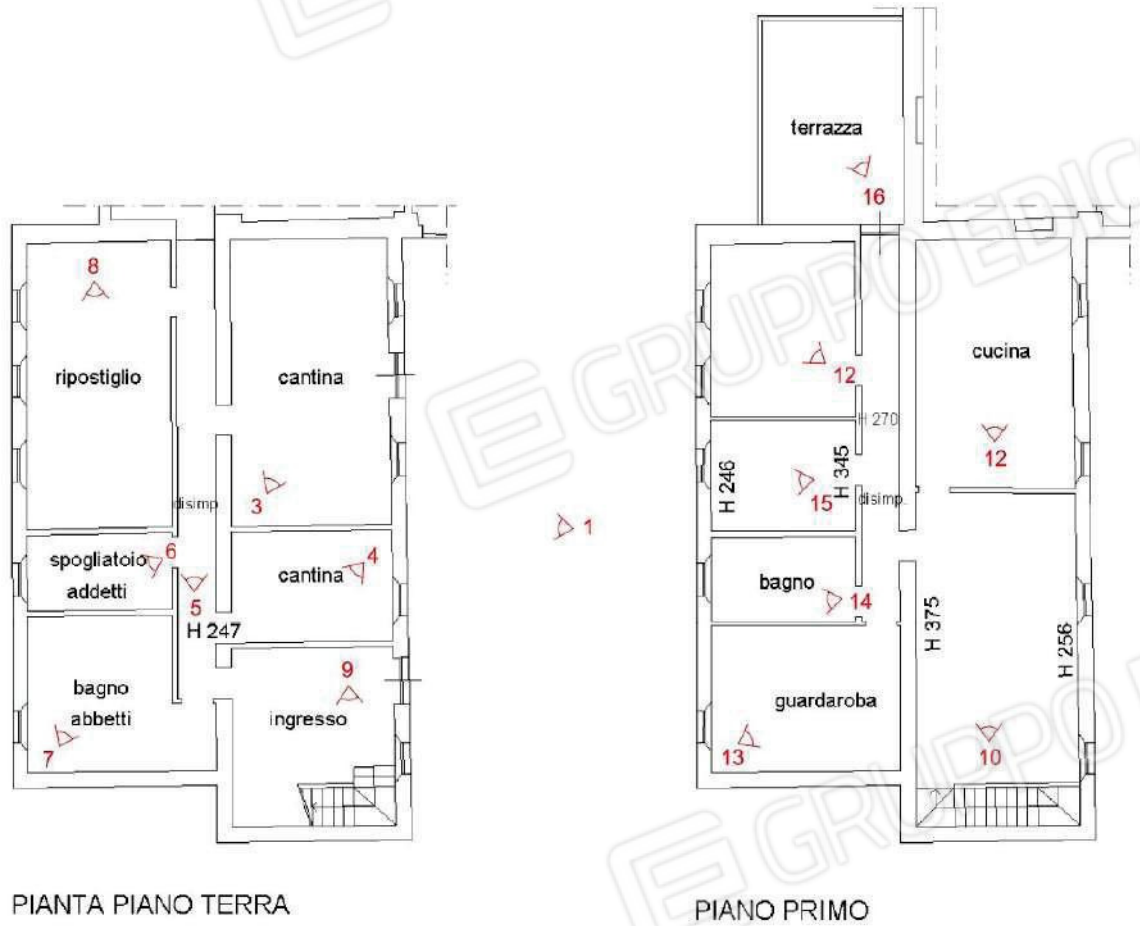 8
ripostiglio
cantina
3
disimp.
spogliatoio
addetti
6
5
H 247
cantina
4
bagno
abbetti
7
ingresso
9
1
PIANTA PIANO TERRA
terrazza
16
12
cucina
12
H 270
H 246
H 345
15
disimp.
bagno
14
H 375
H 256
guardaroba
13
10
PIANO PRIMO
GRUPPO EDIC
GRUPPO